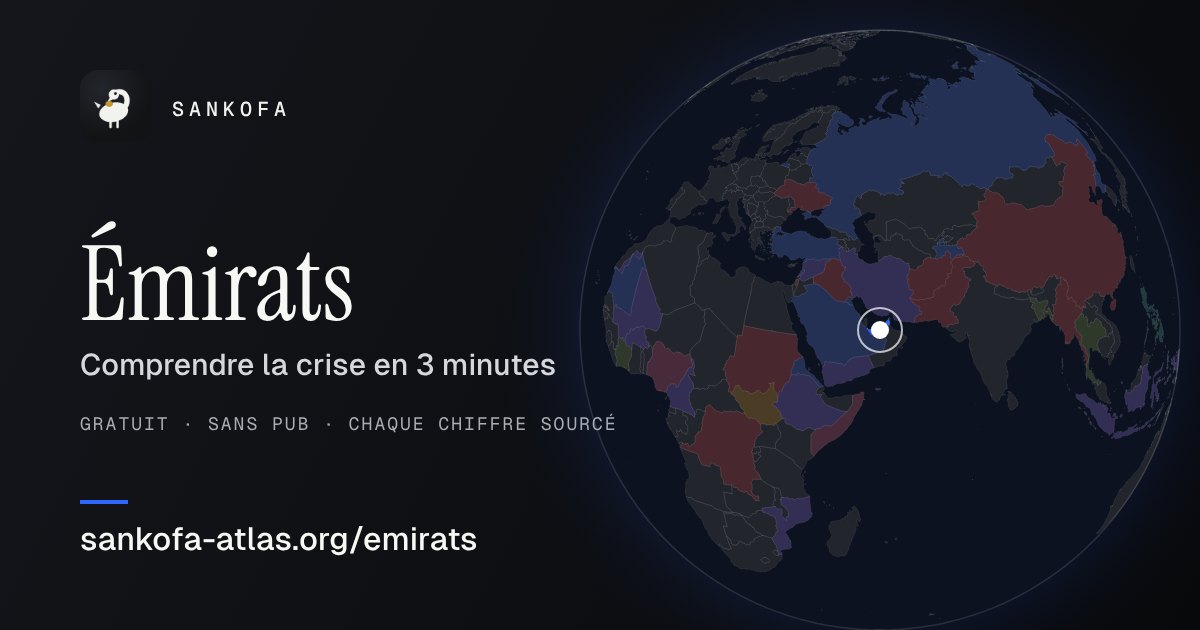 SANKOFA
Émirats
Comprendre la crise en 3 minutes
GRATUIT · SANS PUB · CHAQUE CHIFFRE SOURCÉ
sankofa-atlas.org/emirats